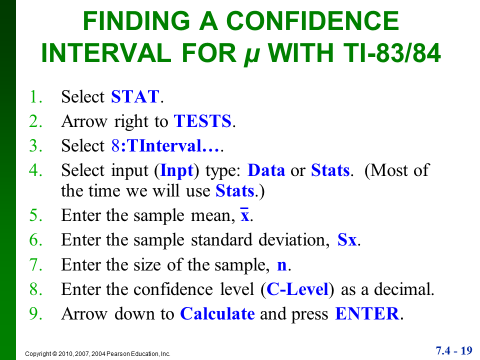 FINDING A CONFIDENCE
INTERVAL FOR µ WITH TI-83/84
1. Select STAT.
2. Arrow right to TESTS.
3. Select 8:TInterval….
4. Select input (Inpt) type: Data or Stats. (Most of
the time we will use Stats.)
5. Enter the sample mean, x̅.
6. Enter the sample standard deviation, Sx.
7. Enter the size of the sample, n.
8. Enter the confidence level (C-Level) as a decimal.
9. Arrow down to Calculate and press ENTER.
Copyright © 2010, 2007, 2004 Pearson Education, Inc.
7.4 - 19